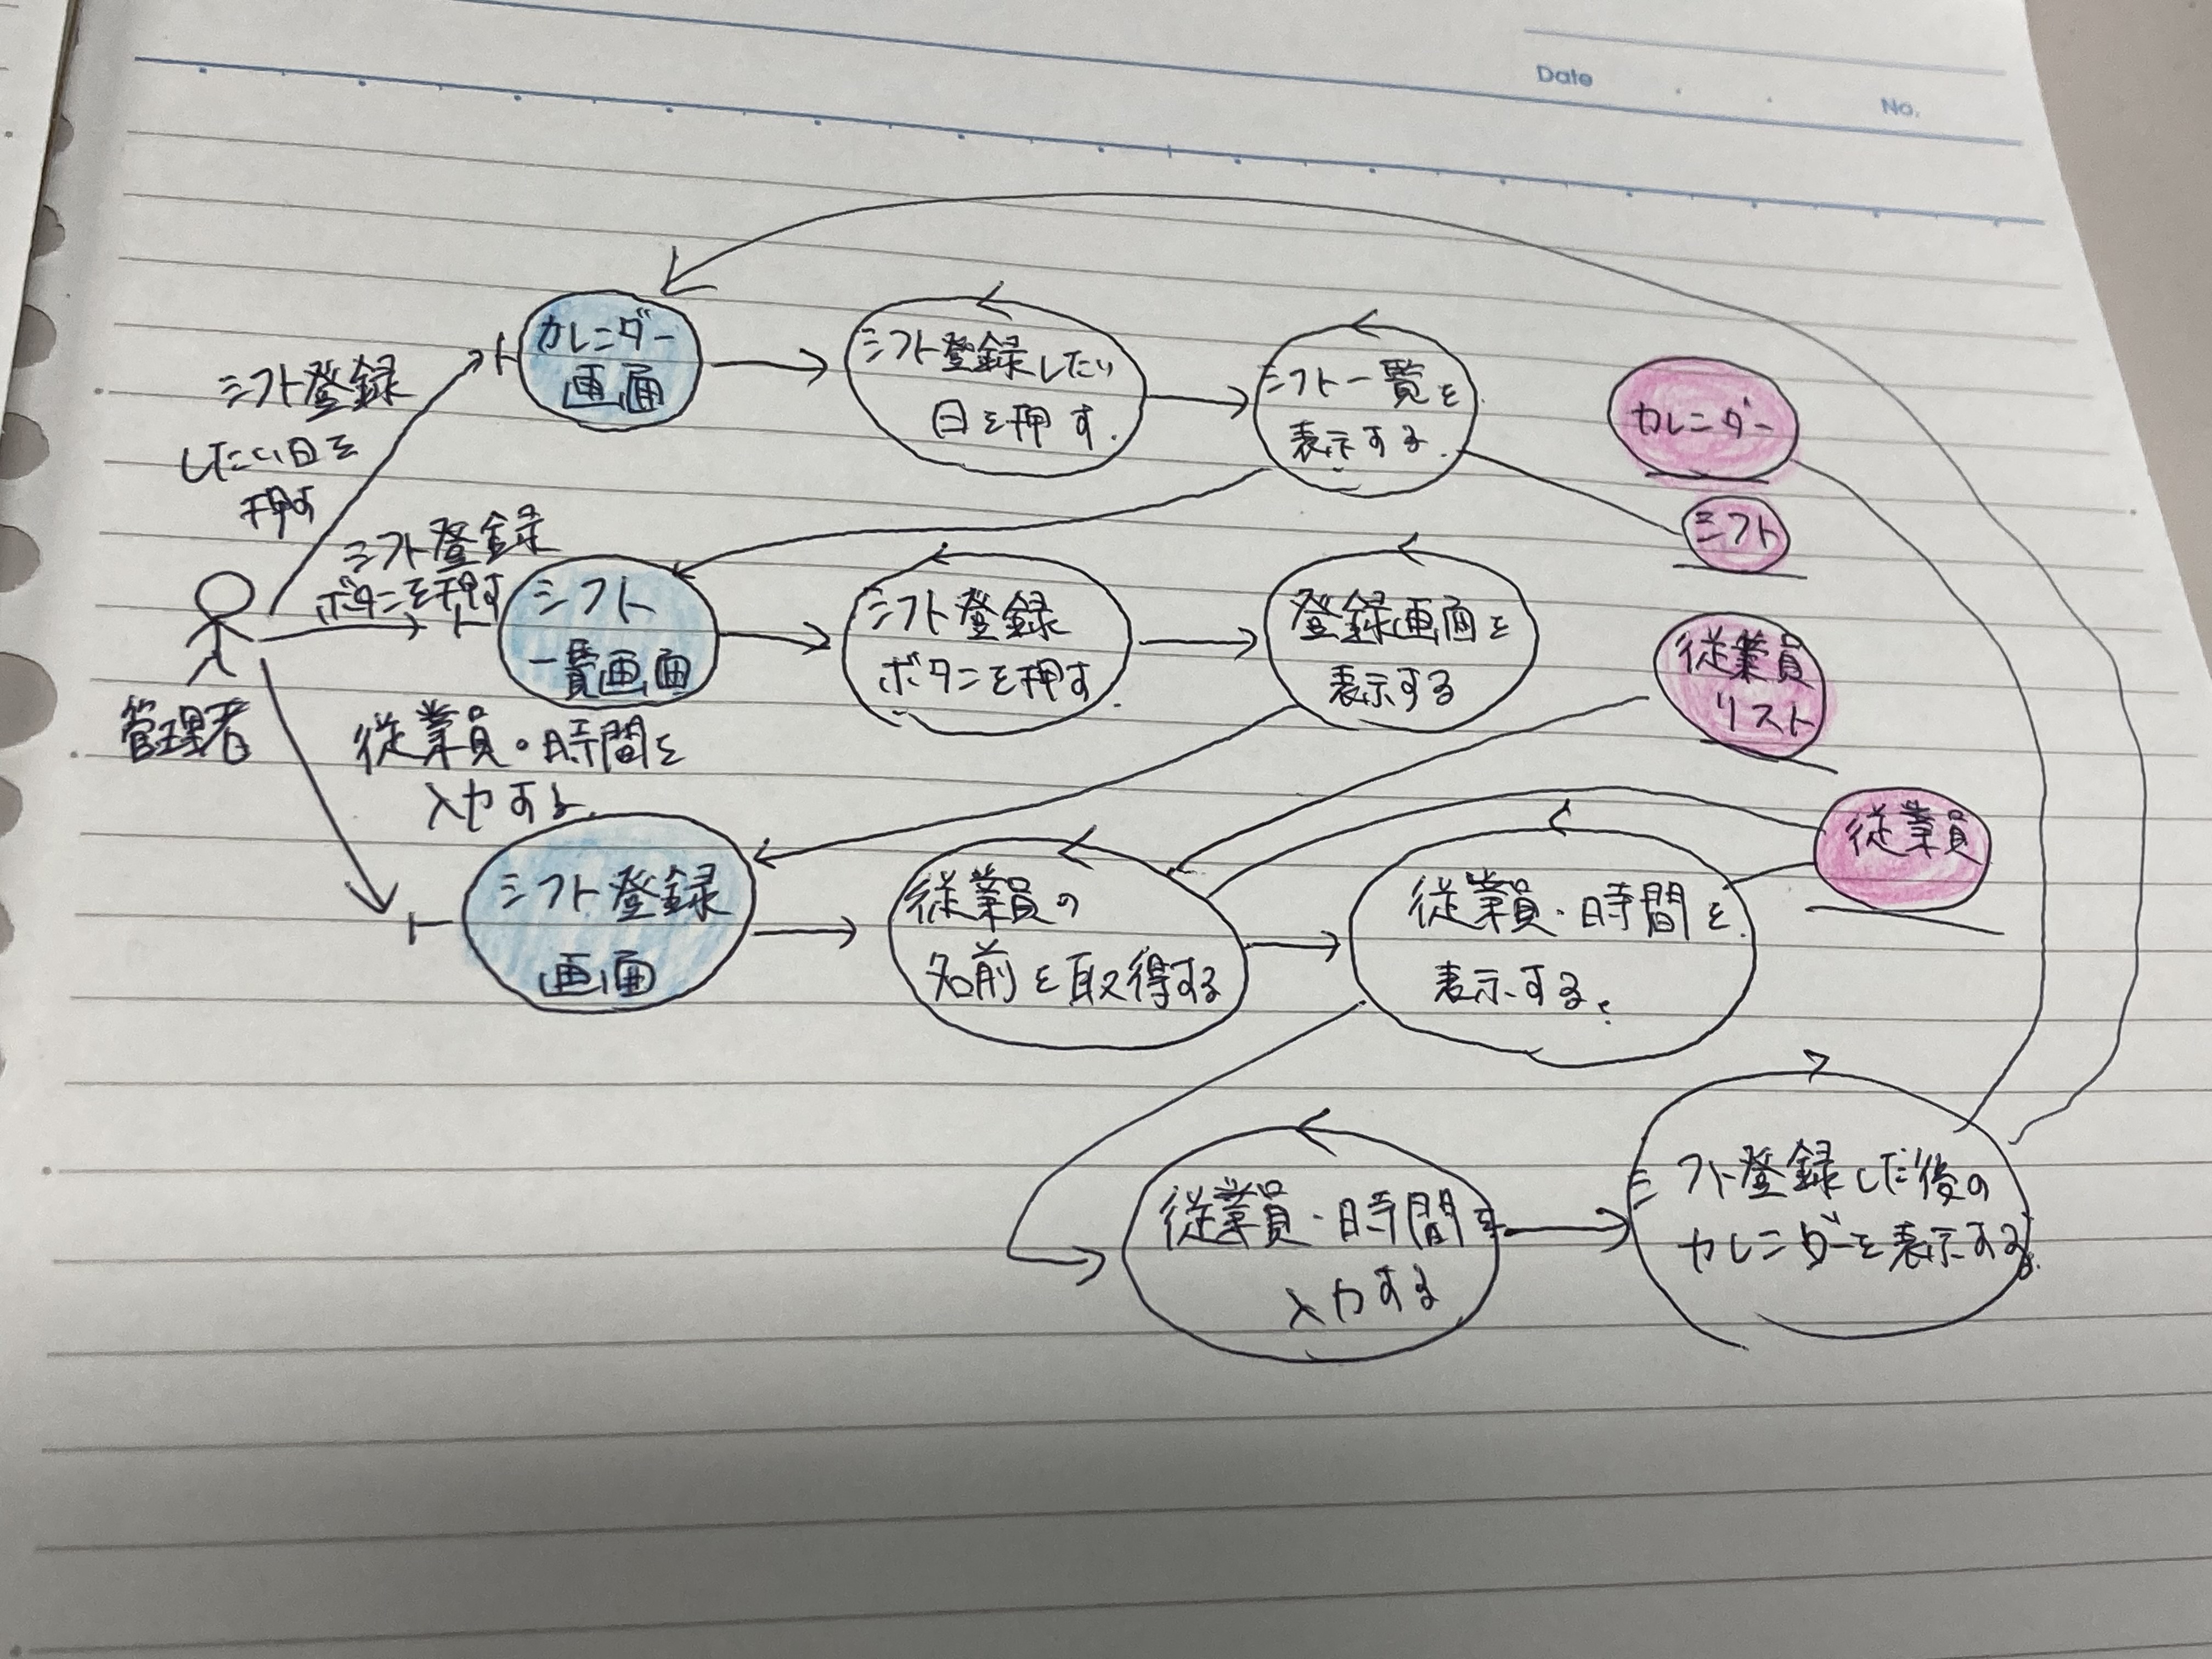 Date
No.
シフト登録
したい日を
押す
カレンダー
画面
シフト登録したい
日を押す.
シフト一覧を
表示する.
カレンダー
シフト
シフト登録
ボタンを押す
シフト
一覧画面
シフト登録
ボタンを押す.
登録画面を
表示する
従業員
リスト
管理者
従業員・時間を
入力する.
シフト登録
画面
従業員の
名前を取得する
従業員・時間を
表示する.
従業員
従業員・時間を
入力する
シフト登録した後の
カレンダーを表示する.